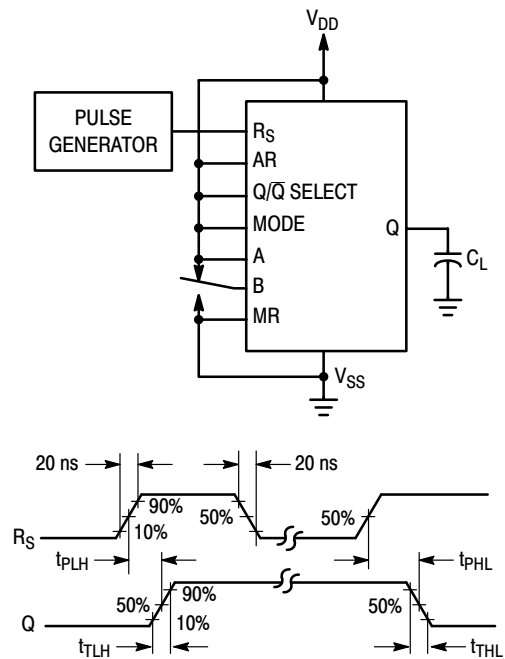 V_DD
PULSE
GENERATOR
R_S
AR
Q/Q̅ SELECT
MODE
A
B
MR
Q
C_L
V_SS
20 ns
20 ns
R_S
90%
10%
50%
50%
t_PLH
t_PHL
Q
50%
90%
10%
50%
t_TLH
t_THL